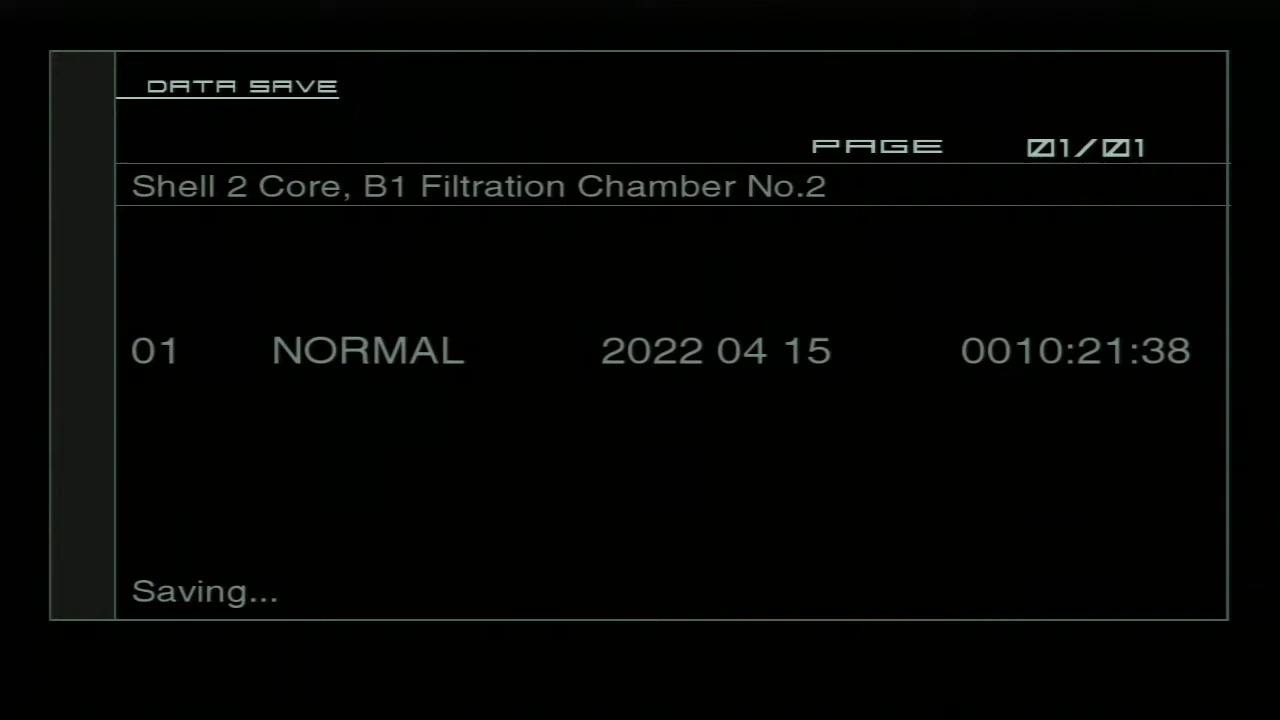 DATA SAVE
PAGE 01/01
Shell 2 Core, B1 Filtration Chamber No.2
01 NORMAL 2022 04 15 0010:21:38
Saving...